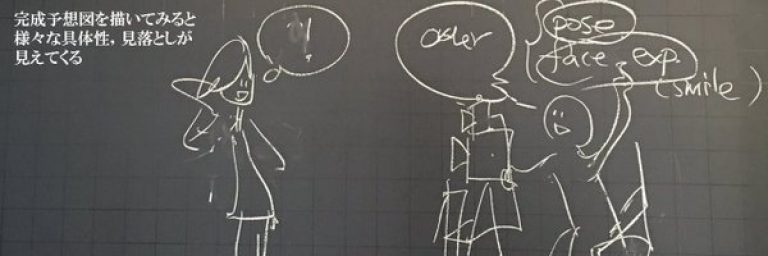 完成予想図を描いてみると
様々な具体性，見落としが
見えてくる
!
order
pose
face exp.
(smile)